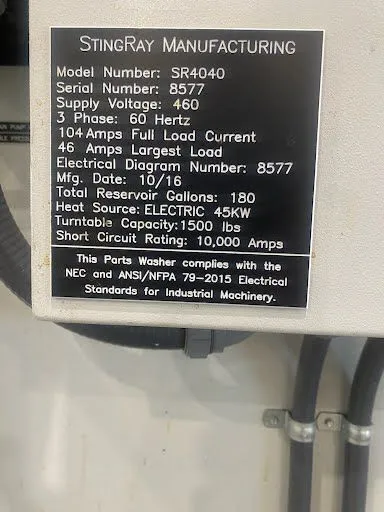 STINGRAY MANUFACTURING
Model Number: SR4040
Serial Number: 8577
Supply Voltage: 460
3 Phase: 60 Hertz
104 Amps Full Load Current
46 Amps Largest Load
Electrical Diagram Number: 8577
Mfg. Date: 10/16
Total Reservoir Gallons: 180
Heat Source: ELECTRIC 45KW
Turntable Capacity: 1500 lbs
Short Circuit Rating: 10,000 Amps
This Parts Washer complies with the
NEC and ANSI/NFPA 79-2015 Electrical
Standards for Industrial Machinery.
PUMP